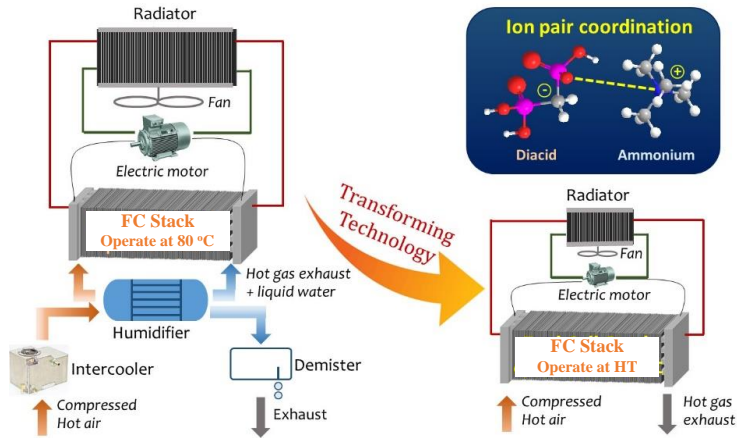 Radiator
Fan
Electric motor
FC Stack
Operate at 80 °C
Hot gas exhaust
+ liquid water
Humidifier
Intercooler
Demister
Compressed
Hot air
Exhaust
Transforming
Technology
Ion pair coordination
Diacid
Ammonium
Radiator
Fan
Electric motor
FC Stack
Operate at HT
Compressed
Hot air
Hot gas
exhaust